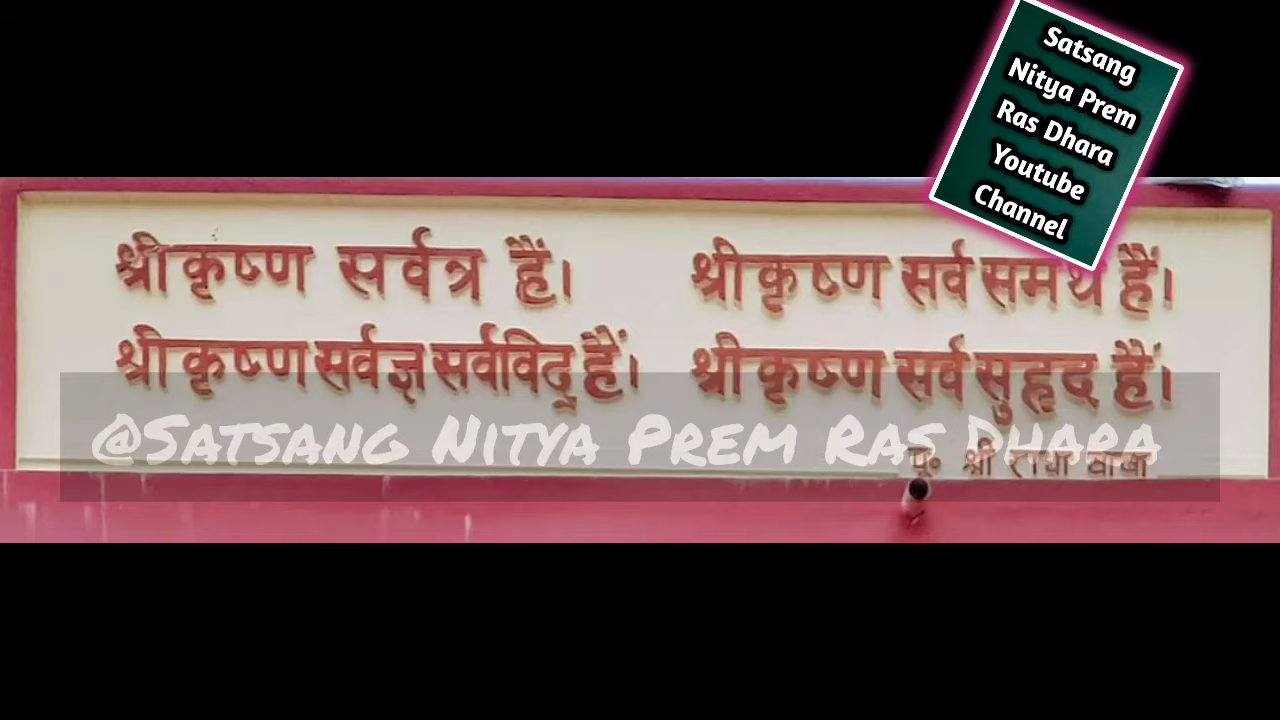 Satsang
Nitya Prem
Ras Dhara
Youtube
Channel
श्रीकृष्ण सर्वत्र हैं। श्रीकृष्ण सर्वसमर्थ हैं।
श्रीकृष्ण सर्वज्ञ सर्वविद् हैं। श्रीकृष्ण सर्वसुहृद हैं।
@Satsang Nitya Prem Ras Dhara
पू० श्री राधा बाबा